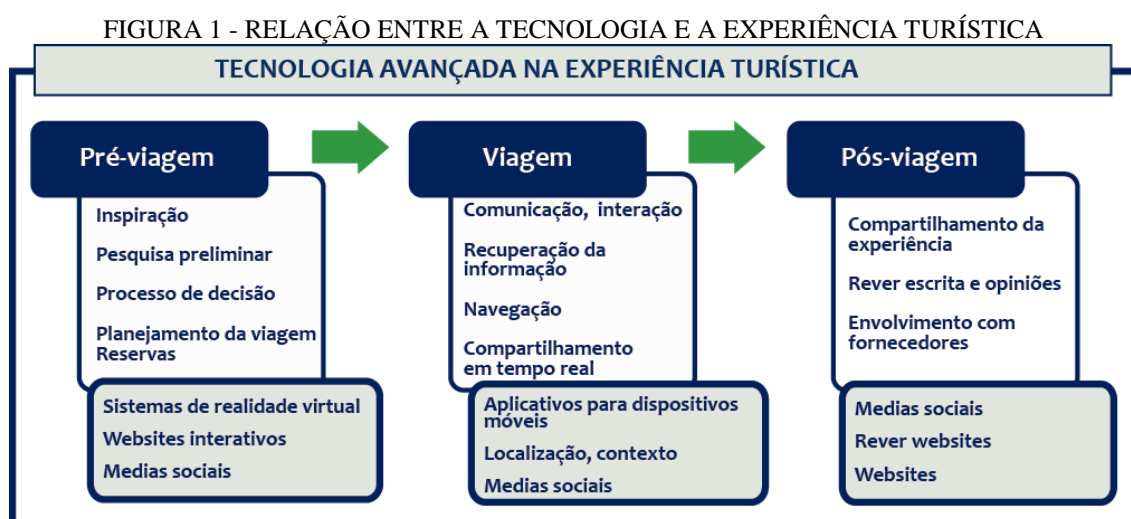 FIGURA 1 - RELAÇÃO ENTRE A TECNOLOGIA E A EXPERIÊNCIA TURÍSTICA
TECNOLOGIA AVANÇADA NA EXPERIÊNCIA TURÍSTICA
Pré-viagem
Inspiração
Pesquisa preliminar
Processo de decisão
Planejamento da viagem
Reservas
Sistemas de realidade virtual
Websites interativos
Medias sociais
Viagem
Comunicação, interação
Recuperação da
informação
Navegação
Compartilhamento
em tempo real
Aplicativos para dispositivos
móveis
Localização, contexto
Medias sociais
Pós-viagem
Compartilhamento da
experiência
Rever escrita e opiniões
Envolvimento com
fornecedores
Medias sociais
Rever websites
Websites